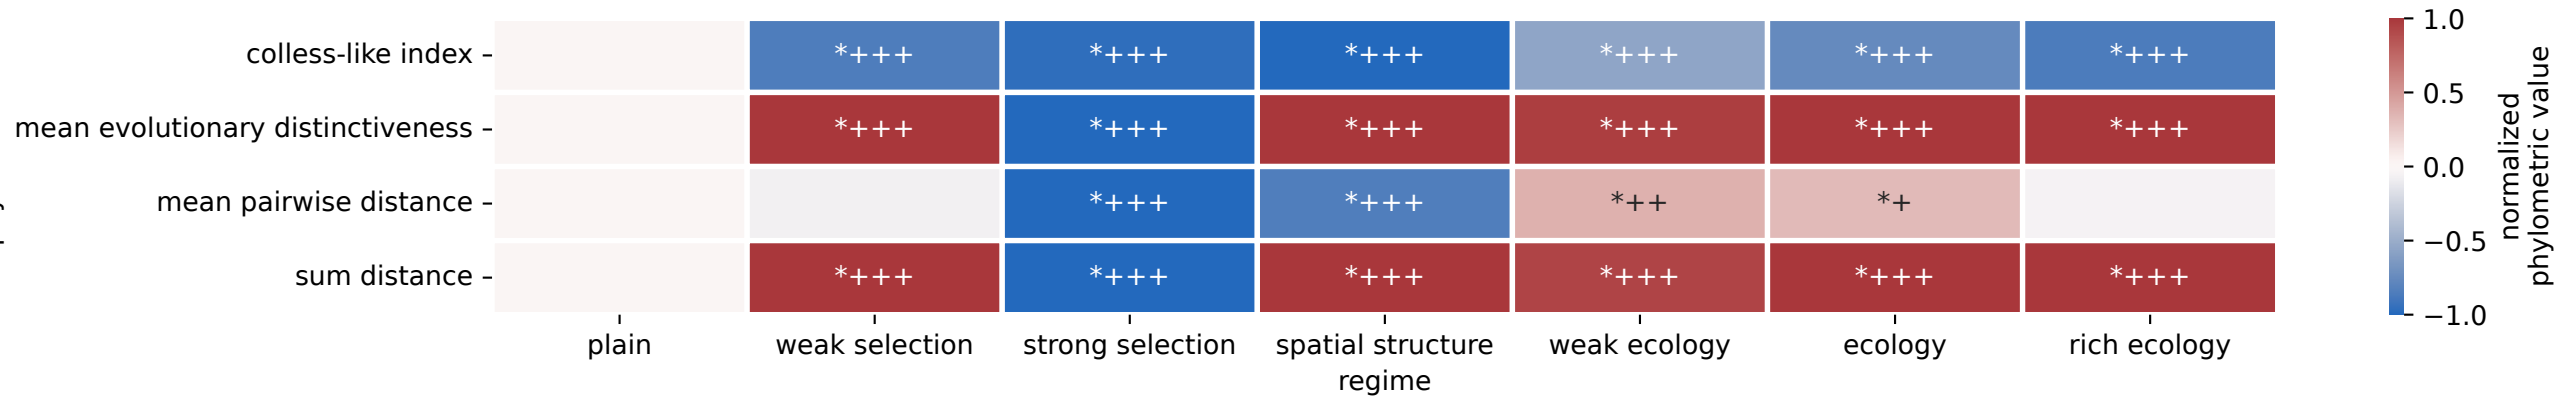 colless-like index *+++ *+++ *+++ *+++ *+++ *+++
mean evolutionary distinctiveness *+++ *+++ *+++ *+++ *+++ *+++
mean pairwise distance *+++ *+++ *++ *+
sum distance *+++ *+++ *+++ *+++ *+++ *+++
plain weak selection strong selection spatial structure weak ecology ecology rich ecology
regime
1.0
0.5
0.0
−0.5
−1.0
normalized
phylometric value